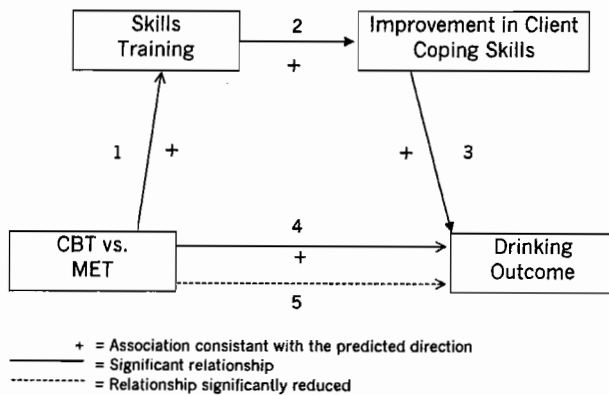 Skills
Training
2
+
Improvement in Client
Coping Skills
1
+
+
3
CBT vs.
MET
4
+
5
Drinking
Outcome
+ = Association consistant with the predicted direction
= Significant relationship
= Relationship significantly reduced